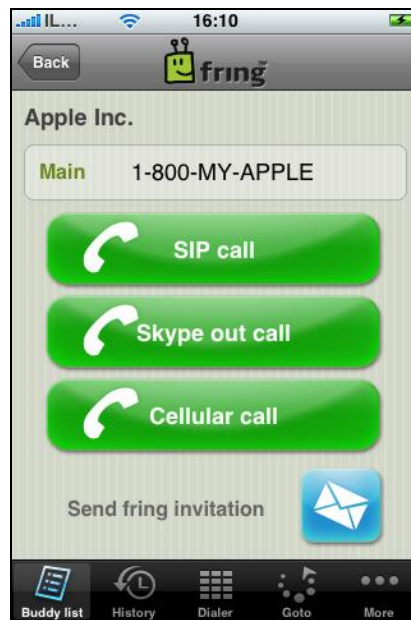 IL... 16:10
Back fring™
Apple Inc.
Main 1-800-MY-APPLE
SIP call
Skype out call
Cellular call
Send fring invitation
Buddy list History Dialer Goto More